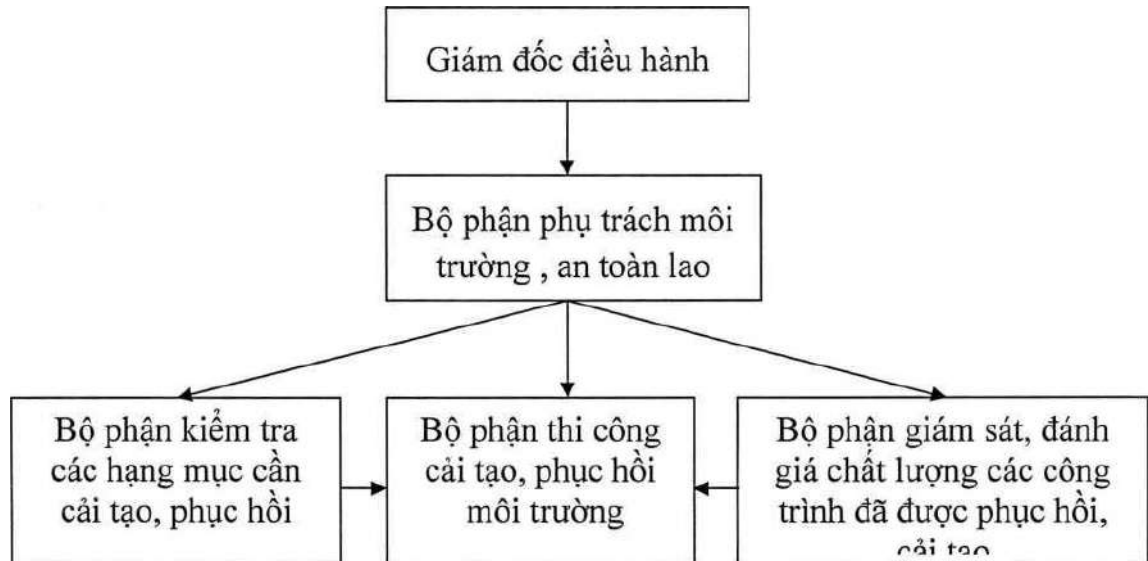 Giám đốc điều hành
Bộ phận phụ trách môi
trường , an toàn lao
Bộ phận kiểm tra
các hạng mục cần
cải tạo, phục hồi
Bộ phận thi công
cải tạo, phục hồi
môi trường
Bộ phận giám sát, đánh
giá chất lượng các công
trình đã được phục hồi,
cải tạo